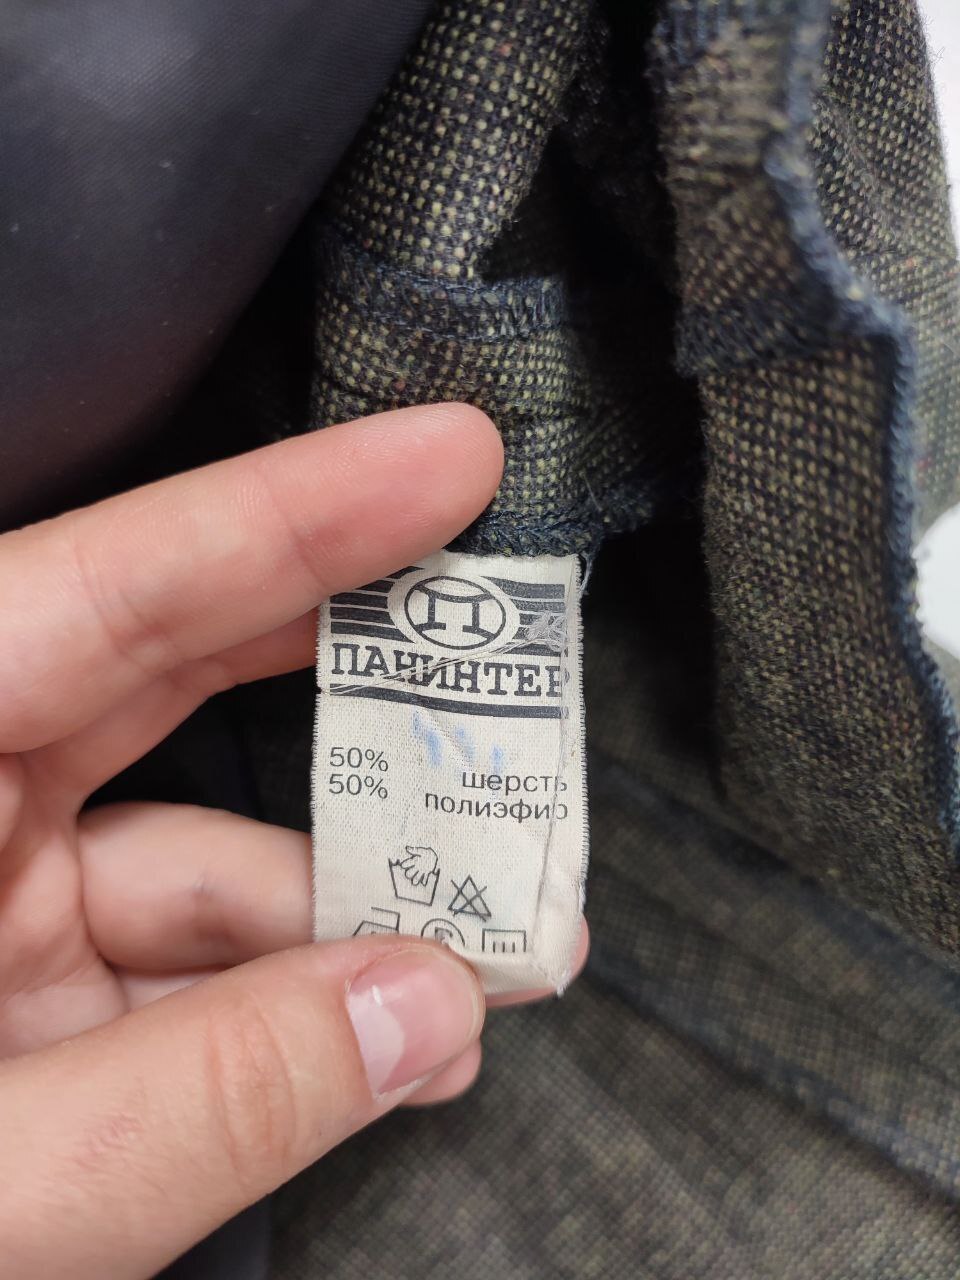 П
ПАНИНТЕР
50% шерсть
50% полиэфир